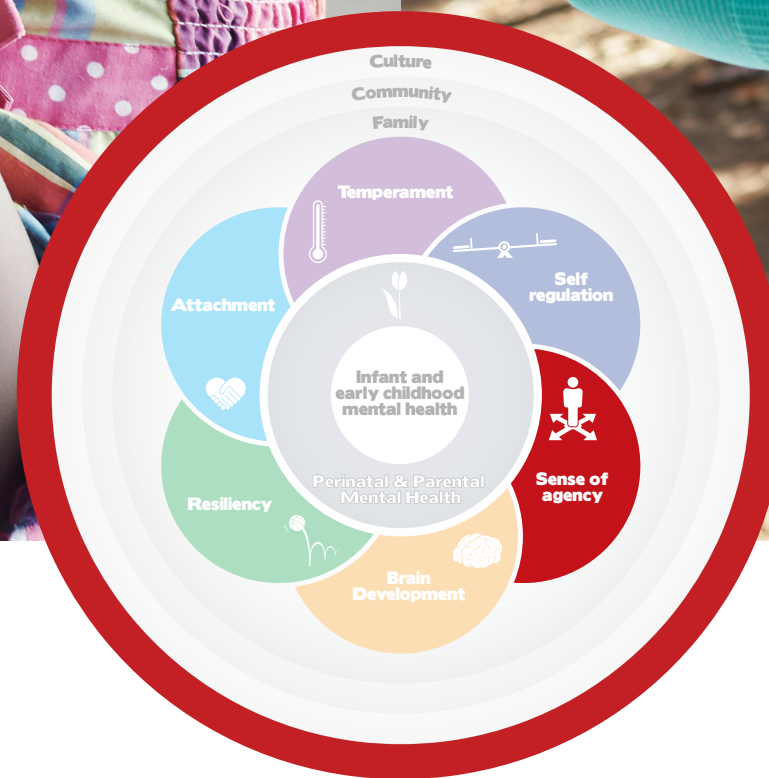 Culture
Community
Family
Temperament
Self
regulation
Attachment
Infant and
early childhood
mental health
Perinatal & Parental
Mental Health
Sense of
agency
Resiliency
Brain
Development